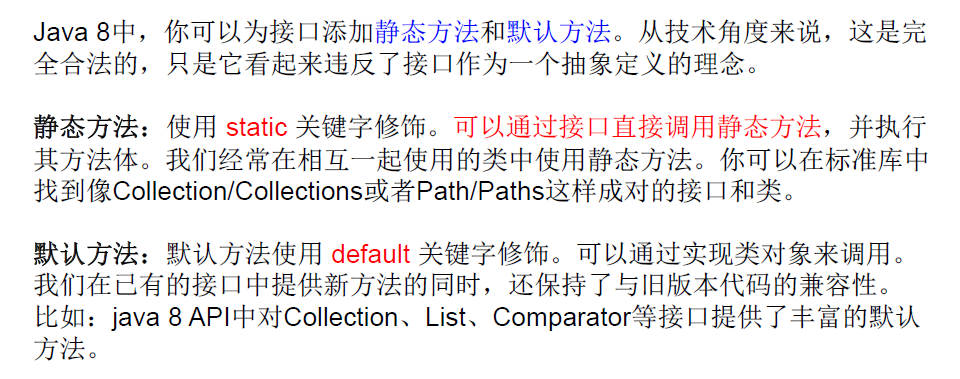 Java 8中，你可以为接口添加静态方法和默认方法。从技术角度来说，这是完
全合法的，只是它看起来违反了接口作为一个抽象定义的理念。
静态方法：使用 static 关键字修饰。可以通过接口直接调用静态方法，并执行
其方法体。我们经常在相互一起使用的类中使用静态方法。你可以在标准库中
找到像Collection/Collections或者Path/Paths这样成对的接口和类。
默认方法：默认方法使用 default 关键字修饰。可以通过实现类对象来调用。
我们在已有的接口中提供新方法的同时，还保持了与旧版本代码的兼容性。
比如：java 8 API中对Collection、List、Comparator等接口提供了丰富的默认
方法。